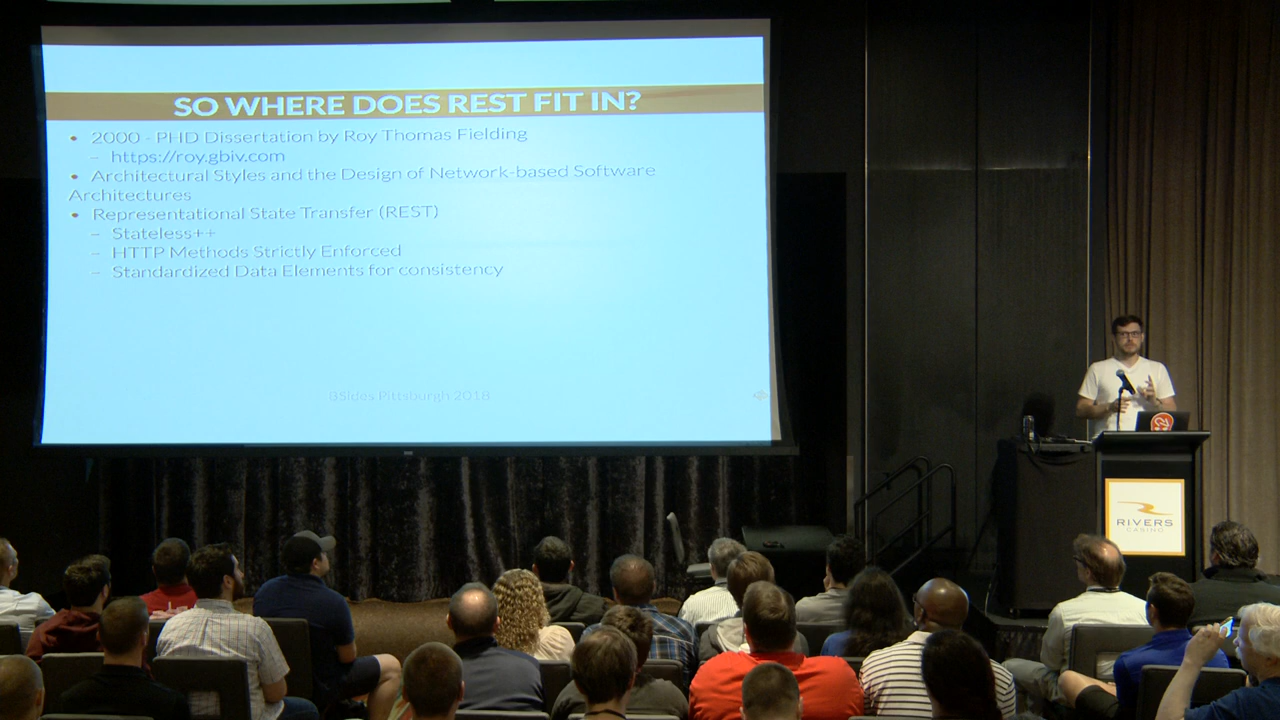 SO WHERE DOES REST FIT IN?
• 2000 - PHD Dissertation by Roy Thomas Fielding
– https://roy.gbiv.com
• Architectural Styles and the Design of Network-based Software
Architectures
• Representational State Transfer (REST)
– Stateless++
– HTTP Methods Strictly Enforced
– Standardized Data Elements for consistency
BSides Pittsburgh 2018
RIVERS
CASINO